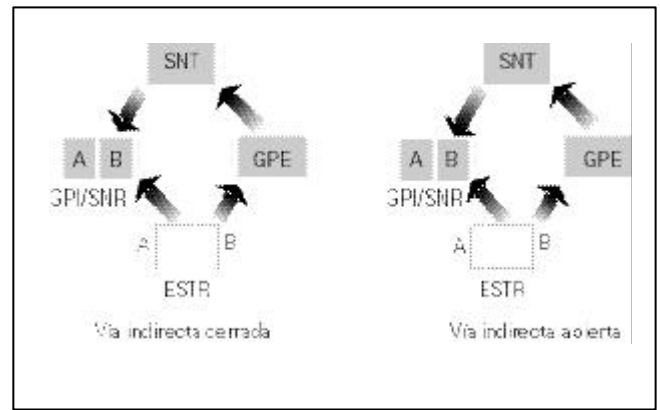 SNT
A B
GPE
GPI/SNR
A
B
ESTR
Vía indirecta cerrada
SNT
A B
GPE
GPI/SNR
A
B
ESTR
Vía indirecta abierta